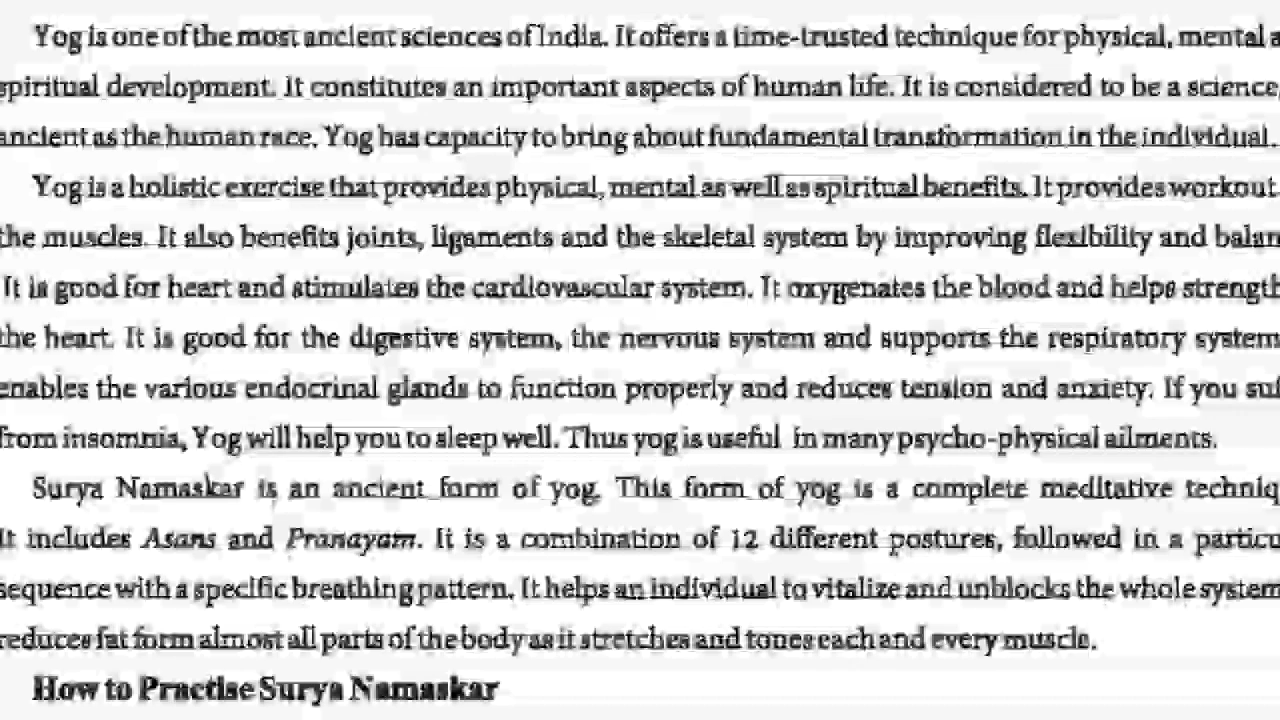 Yog is one of the most ancient sciences of India. It offers a time-trusted technique for physical, mental a
spiritual development. It constitutes an important aspects of human life. It is considered to be a science,
ancient as the human race. Yog has capacity to bring about fundamental transformation in the individual.
Yog is a holistic exercise that provides physical, mental as well as spiritual benefits. It provides workout
the muscles. It also benefits joints, ligaments and the skeletal system by improving flexibility and balan
It is good for heart and stimulates the cardiovascular system. It oxygenates the blood and helps strength
the heart. It is good for the digestive system, the nervous system and supports the respiratory system
enables the various endocrinal glands to function properly and reduces tension and anxiety. If you suf
from insomnia, Yog will help you to sleep well. Thus yog is useful in many psycho-physical ailments.
Surya Namaskar is an ancient form of yog. This form of yog is a complete meditative techniq
It includes Asans and Pranayam. It is a combination of 12 different postures, followed in a particu
sequence with a specific breathing pattern. It helps an individual to vitalize and unblocks the whole system
reduces fat form almost all parts of the body as it stretches and tones each and every muscle.
How to Practise Surya Namaskar